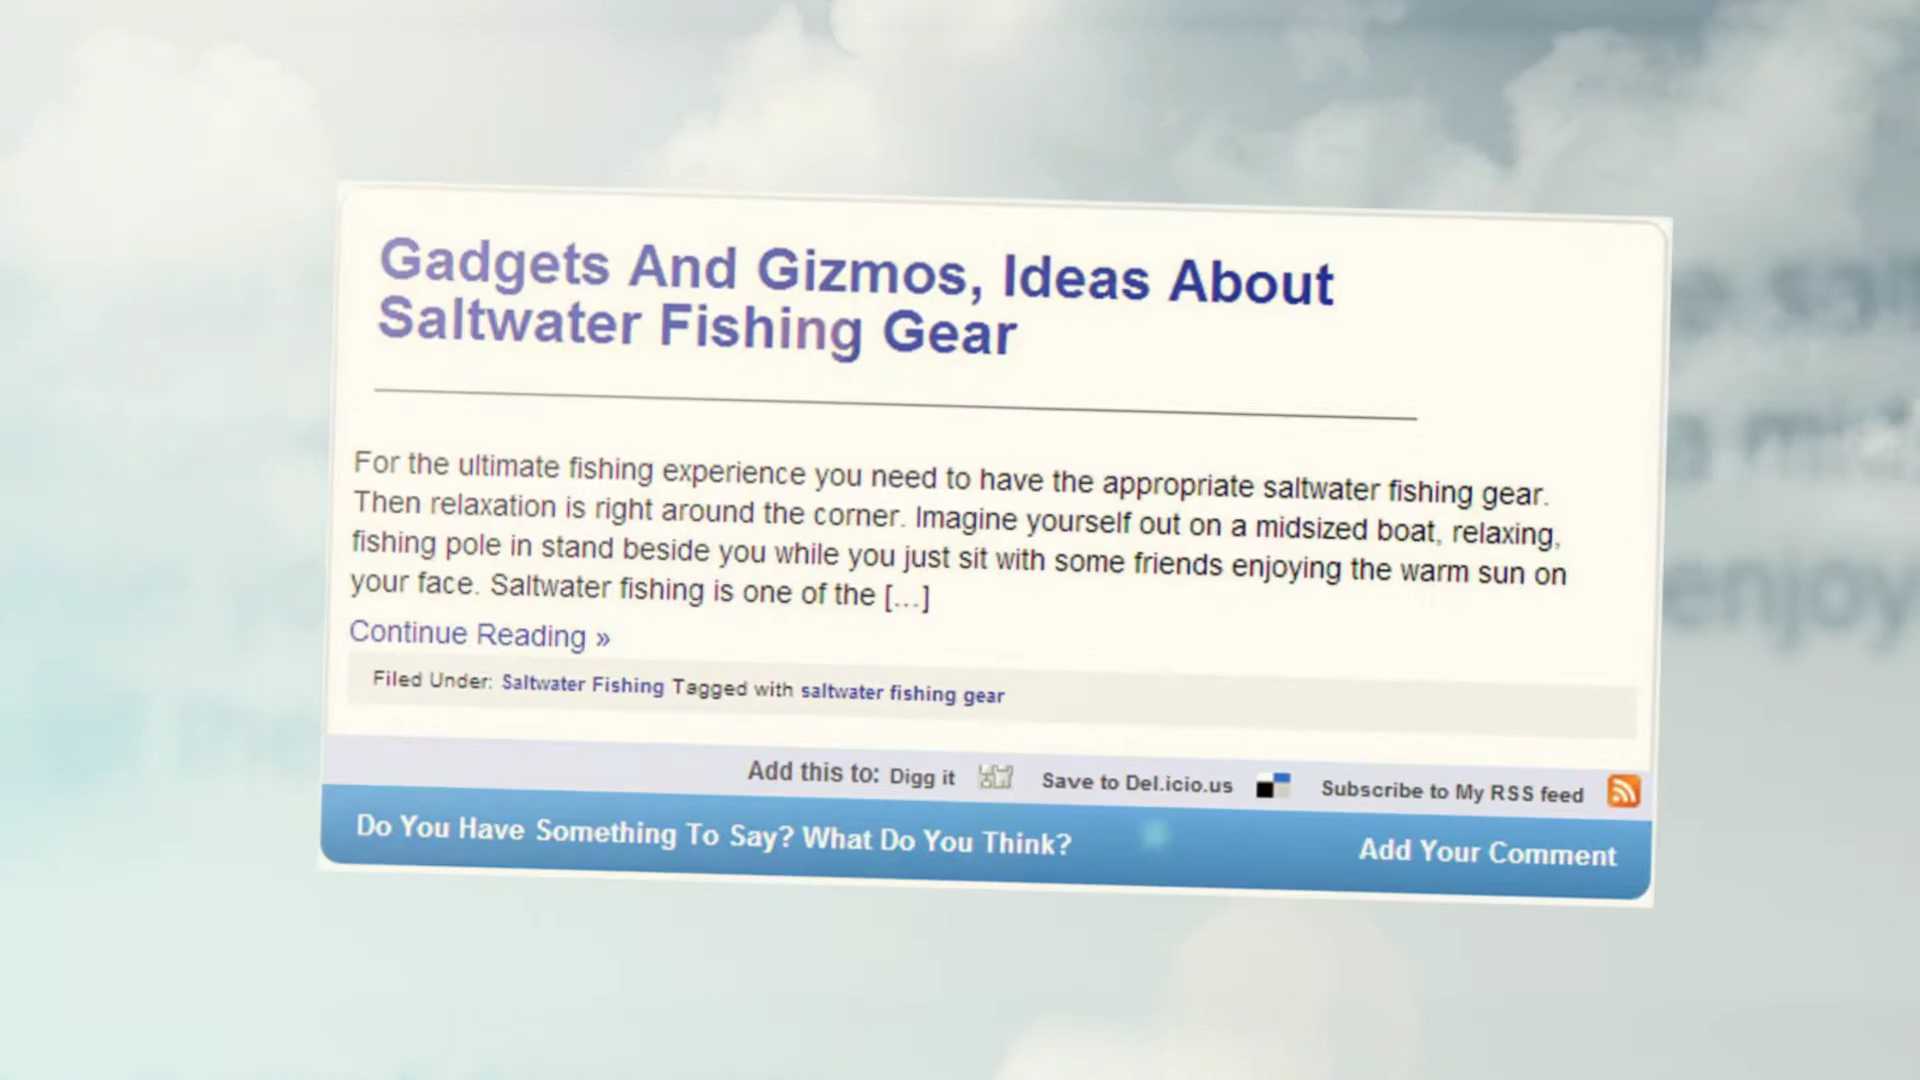 Gadgets And Gizmos, Ideas About
Saltwater Fishing Gear
For the ultimate fishing experience you need to have the appropriate saltwater fishing gear.
Then relaxation is right around the corner. Imagine yourself out on a midsized boat, relaxing,
fishing pole in stand beside you while you just sit with some friends enjoying the warm sun on
your face. Saltwater fishing is one of the [...]
Continue Reading »
Filed Under: Saltwater Fishing Tagged with saltwater fishing gear
Add this to: Digg it Save to Del.icio.us Subscribe to My RSS feed
Do You Have Something To Say? What Do You Think? Add Your Comment
enjoy